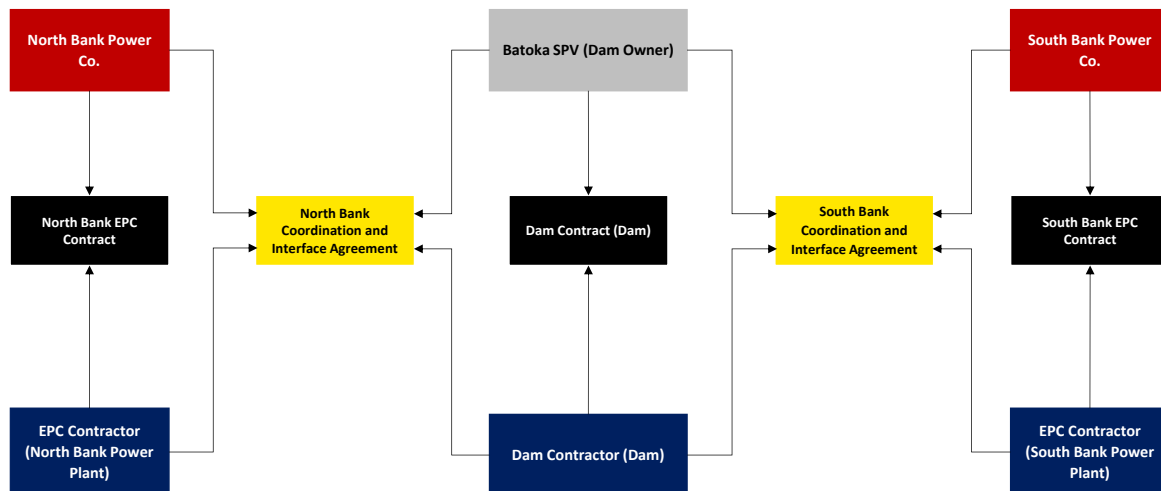 North Bank Power
Co.
Batoka SPV (Dam Owner)
South Bank Power
Co.
North Bank EPC
Contract
North Bank
Coordination and
Interface Agreement
Dam Contract (Dam)
South Bank
Coordination and
Interface Agreement
South Bank EPC
Contract
EPC Contractor
(North Bank Power
Plant)
Dam Contractor (Dam)
EPC Contractor
(South Bank Power
Plant)